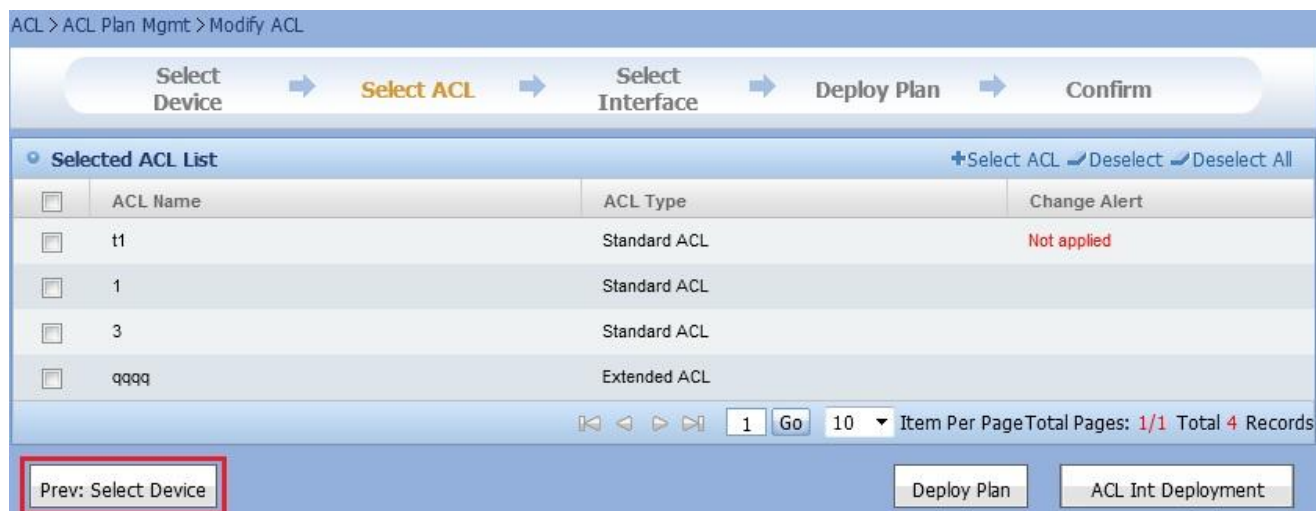 ACL > ACL Plan Mgmt > Modify ACL
Select Device
Select ACL
Select Interface
Deploy Plan
Confirm
Selected ACL List
Select ACL Deselect Deselect All
ACL Name ACL Type Change Alert
t1 Standard ACL Not applied
1 Standard ACL
3 Standard ACL
qqqq Extended ACL
1 Go 10 Item Per Page Total Pages: 1/1 Total 4 Records
Prev: Select Device Deploy Plan ACL Int Deployment